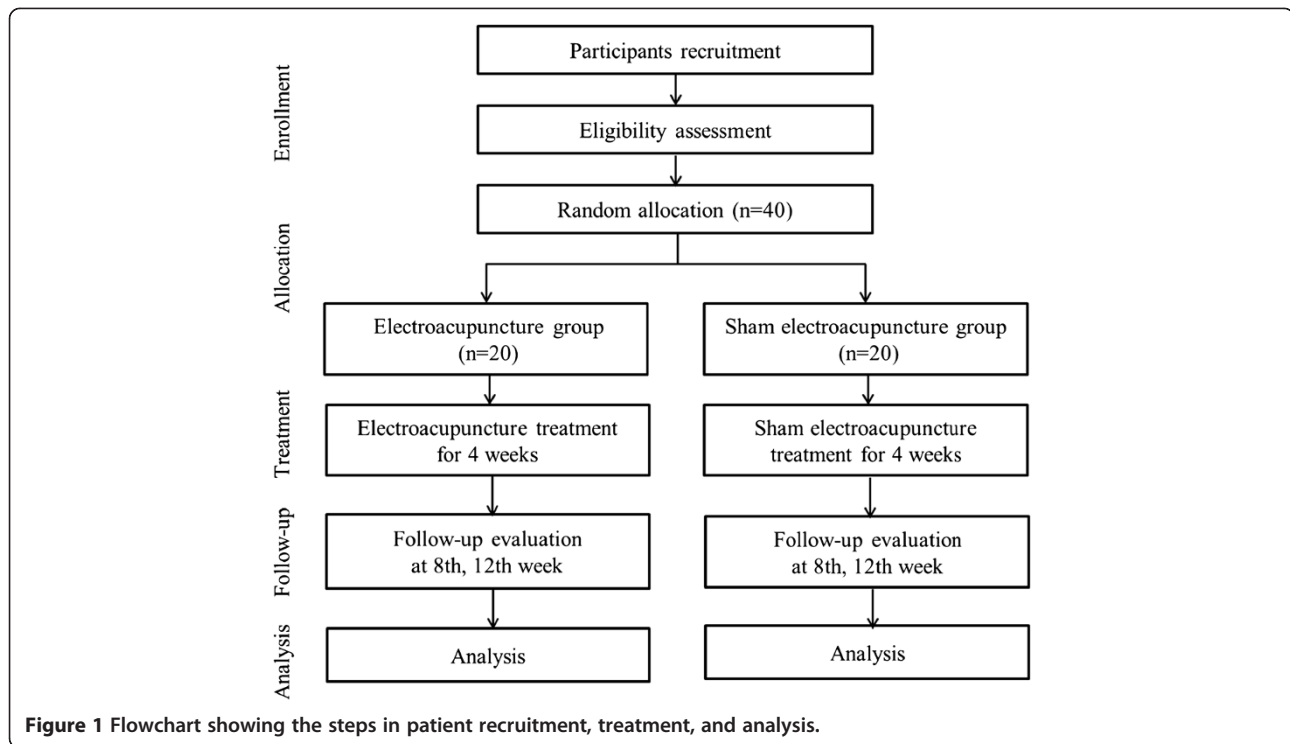 Enrollment
Participants recruitment
Eligibility assessment
Allocation
Random allocation (n=40)
Electroacupuncture group
(n=20)
Sham electroacupuncture group
(n=20)
Treatment
Electroacupuncture treatment
for 4 weeks
Sham electroacupuncture
treatment for 4 weeks
Follow-up
Follow-up evaluation
at 8th, 12th week
Follow-up evaluation
at 8th, 12th week
Analysis
Analysis
Analysis
Figure 1 Flowchart showing the steps in patient recruitment, treatment, and analysis.